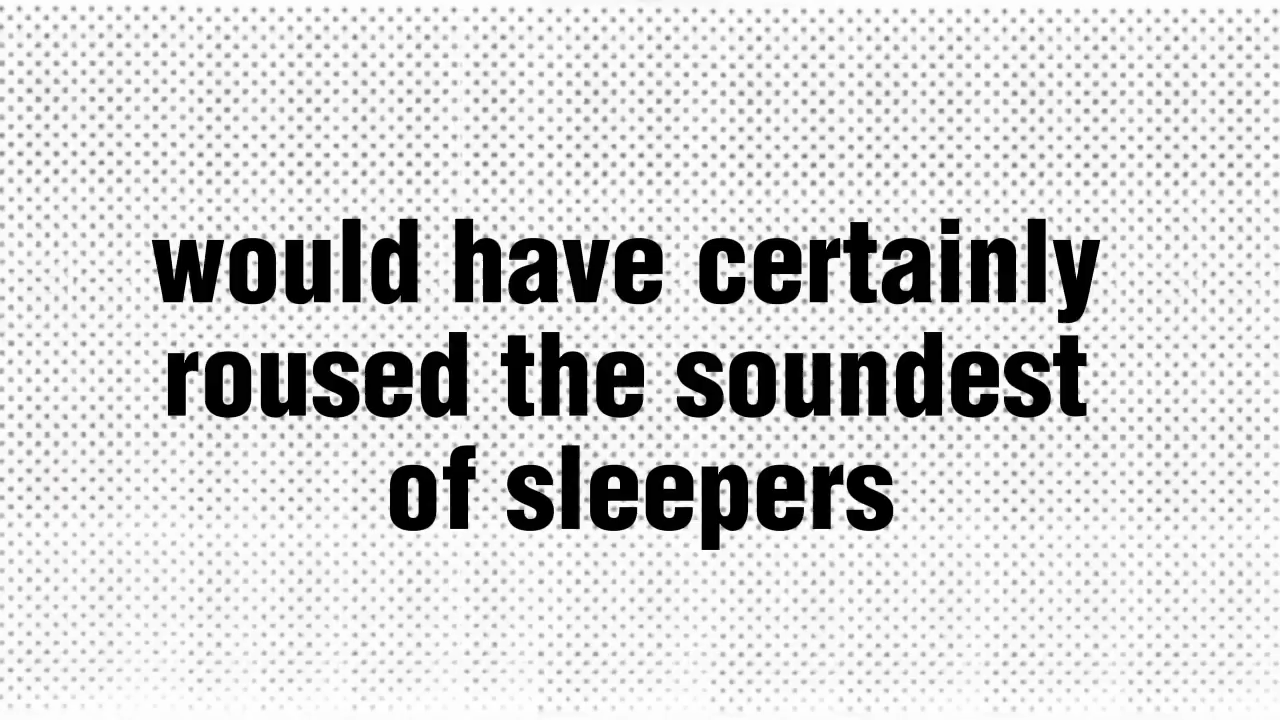 would have certainly
roused the soundest
of sleepers